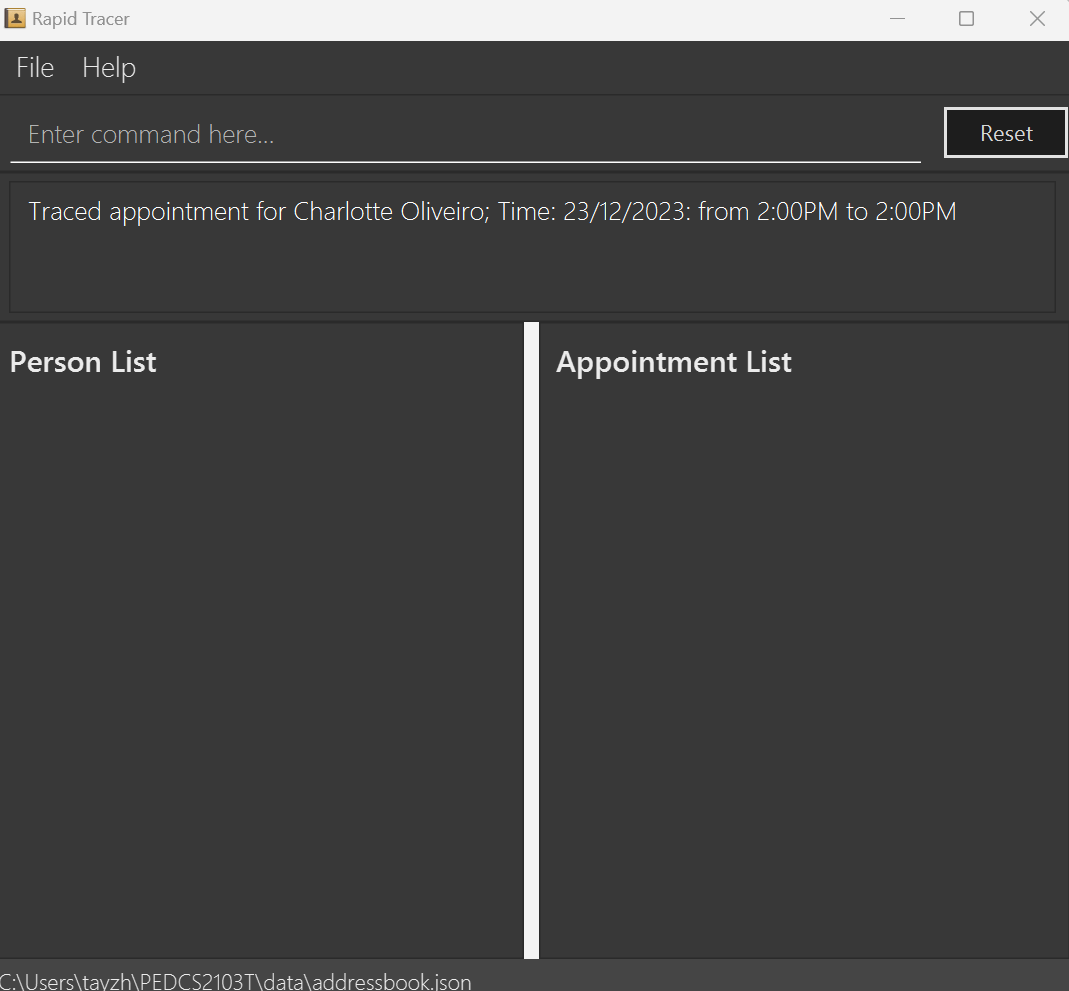 Rapid Tracer
File Help
Enter command here...
Reset
Traced appointment for Charlotte Oliveiro; Time: 23/12/2023: from 2:00PM to 2:00PM
Person List
Appointment List
C:\Users\tayzh\PEDCS2103T\data\addressbook.json